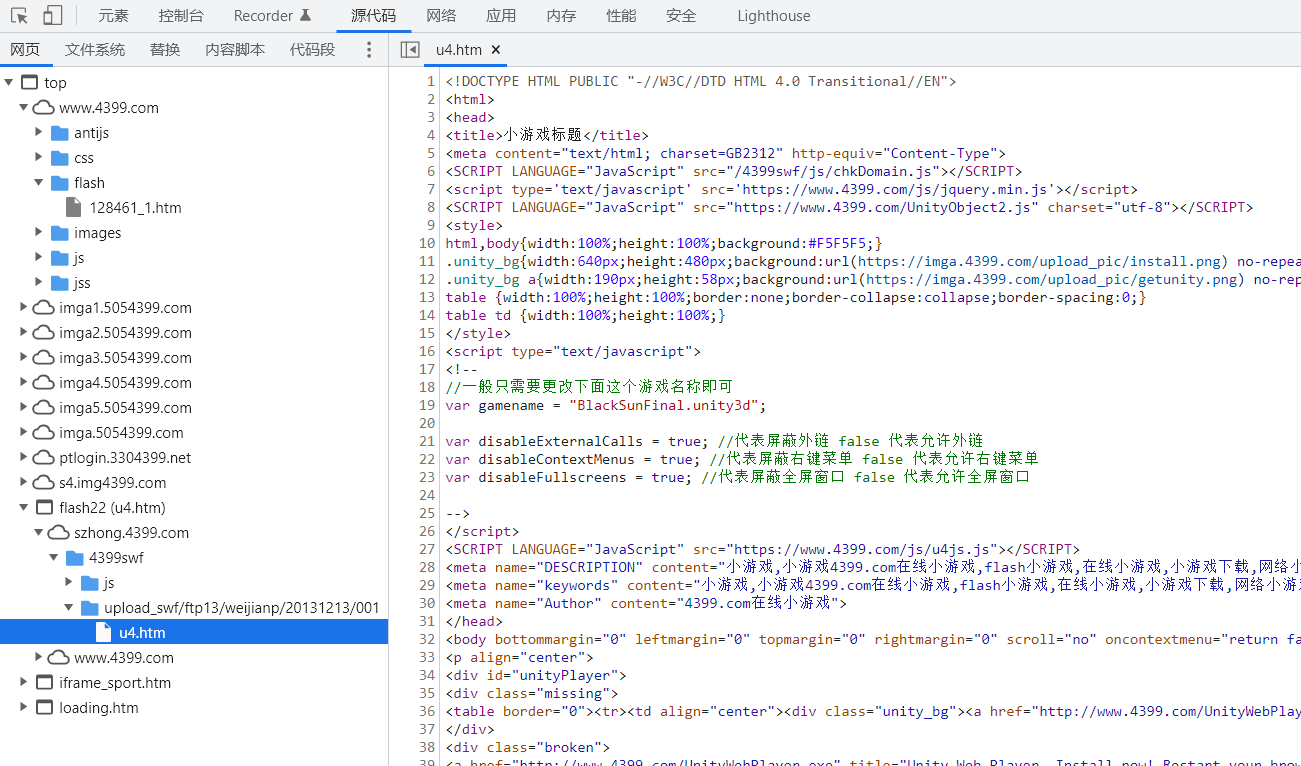 元素 控制台 Recorder 源代码 网络 应用 内存 性能 安全 Lighthouse
网页 文件系统 替换 内容脚本 代码段 u4.htm
top
www.4399.com
antijs
css
flash
128461_1.htm
images
js
jss
imga1.5054399.com
imga2.5054399.com
imga3.5054399.com
imga4.5054399.com
imga5.5054399.com
imga.5054399.com
ptlogin.3304399.net
s4.img4399.com
flash22 (u4.htm)
szhong.4399.com
4399swf
js
upload_swf/ftp13/weijianp/20131213/001
u4.htm
www.4399.com
iframe_sport.htm
loading.htm
1 <!DOCTYPE HTML PUBLIC "-//W3C//DTD HTML 4.0 Transitional//EN">
2 <html>
3 <head>
4 <title>小游戏标题</title>
5 <meta content="text/html; charset=GB2312" http-equiv="Content-Type">
6 <SCRIPT LANGUAGE="JavaScript" src="/4399swf/js/chkDomain.js"></SCRIPT>
7 <script type='text/javascript' src='https://www.4399.com/js/jquery.min.js'></script>
8 <SCRIPT LANGUAGE="JavaScript" src="https://www.4399.com/UnityObject2.js" charset="utf-8"></SCRIPT>
9 <style>
10 html,body{width:100%;height:100%;background:#F5F5F5;}
11 .unity_bg{width:640px;height:480px;background:url(https://imga.4399.com/upload_pic/install.png) no-repea
12 .unity_bg a{width:190px;height:58px;background:url(https://imga.4399.com/upload_pic/getunity.png) no-rep
13 table {width:100%;height:100%;border:none;border-collapse:collapse;border-spacing:0;}
14 table td {width:100%;height:100%;}
15 </style>
16 <script type="text/javascript">
17 <!--
18 //一般只需要更改下面这个游戏名称即可
19 var gamename = "BlackSunFinal.unity3d";
20
21 var disableExternalCalls = true; //代表屏蔽外链 false 代表允许外链
22 var disableContextMenus = true; //代表屏蔽右键菜单 false 代表允许右键菜单
23 var disableFullscreens = true; //代表屏蔽全屏窗口 false 代表允许全屏窗口
24
25 -->
26 </script>
27 <SCRIPT LANGUAGE="JavaScript" src="https://www.4399.com/js/u4js.js"></SCRIPT>
28 <meta name="DESCRIPTION" content="小游戏,小游戏4399.com在线小游戏,flash小游戏,在线小游戏,小游戏下载,网络小
29 <meta name="keywords" content="小游戏,小游戏4399.com在线小游戏,flash小游戏,在线小游戏,小游戏下载,网络小游戏
30 <meta name="Author" content="4399.com在线小游戏">
31 </head>
32 <body bottommargin="0" leftmargin="0" topmargin="0" rightmargin="0" scroll="no" oncontextmenu="return fa
33 <p align="center">
34 <div id="unityPlayer">
35 <div class="missing">
36 <table border="0"><tr><td align="center"><div class="unity_bg"><a href="http://www.4399.com/UnityWebPlay
37 </div>
38 <div class="broken">
39 <a href="http://www.4399.com/UnityWebPlayer.exe" title="Unity Web Player. Install now! Restart your brow